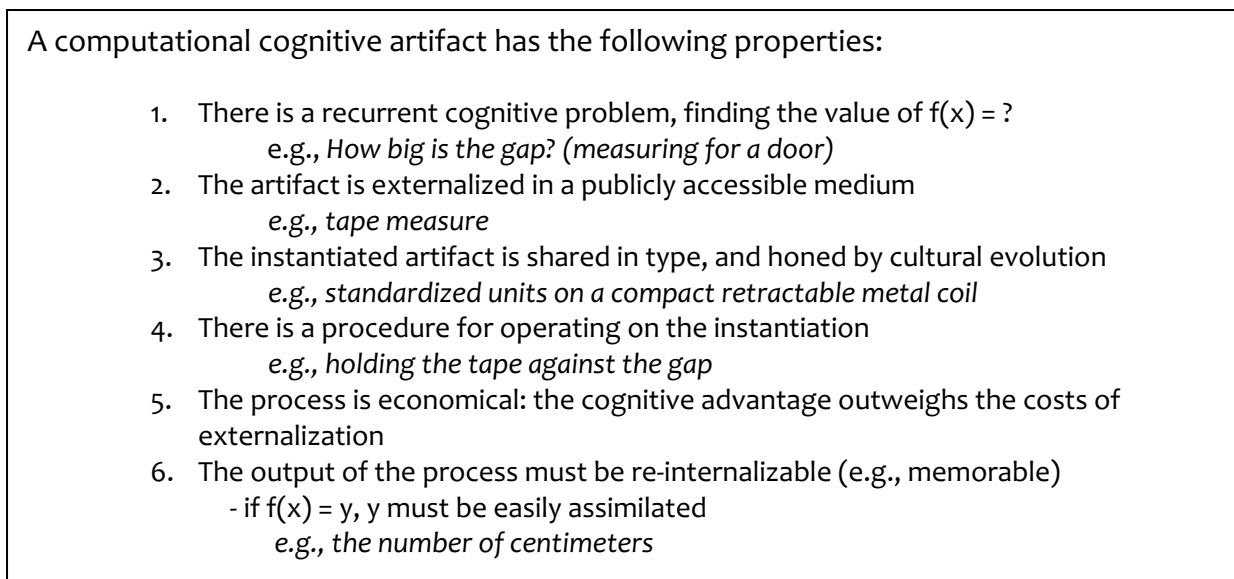 A computational cognitive artifact has the following properties:
1. There is a recurrent cognitive problem, finding the value of f(x) = ?
e.g., How big is the gap? (measuring for a door)
2. The artifact is externalized in a publicly accessible medium
e.g., tape measure
3. The instantiated artifact is shared in type, and honed by cultural evolution
e.g., standardized units on a compact retractable metal coil
4. There is a procedure for operating on the instantiation
e.g., holding the tape against the gap
5. The process is economical: the cognitive advantage outweighs the costs of
externalization
6. The output of the process must be re-internalizable (e.g., memorable)
- if f(x) = y, y must be easily assimilated
e.g., the number of centimeters